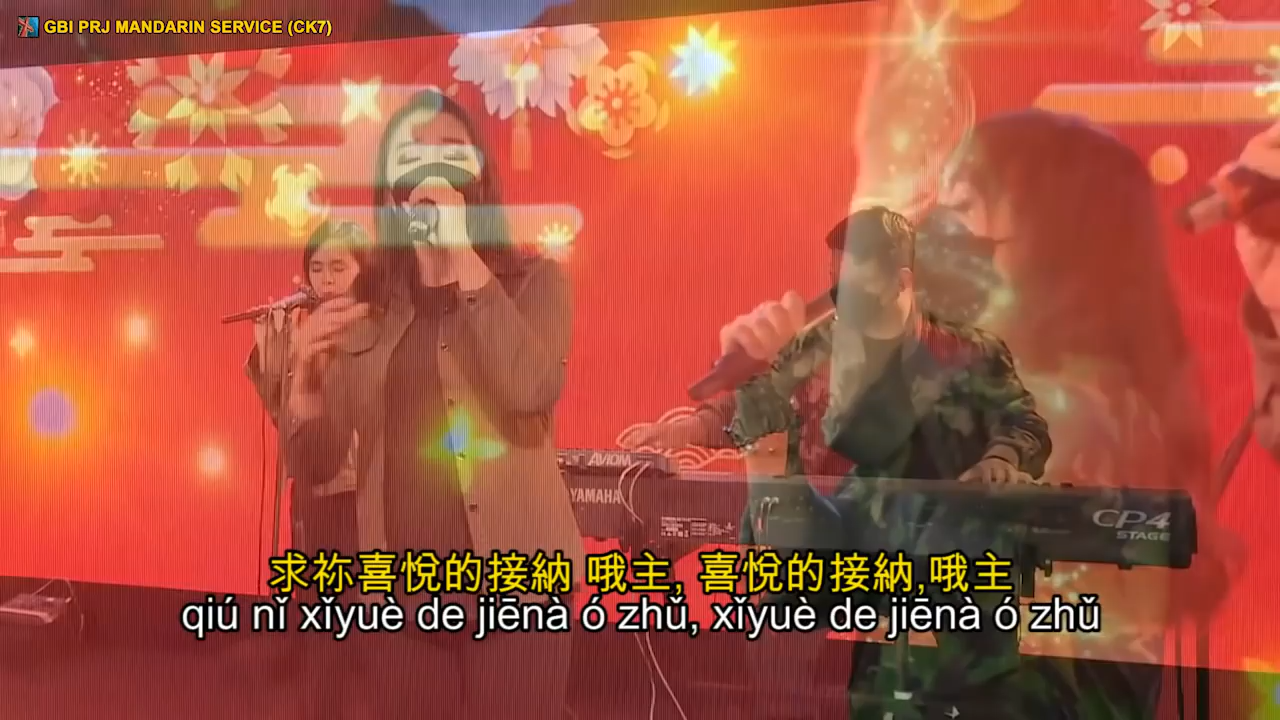 GBI PRJ MANDARIN SERVICE (CK7)
AVIOM
YAMAHA
CP4
STAGE
求祢喜悅的接納 哦主, 喜悅的接納,哦主
qiú nǐ xǐyuè de jiēnà ó zhǔ, xǐyuè de jiēnà ó zhǔ